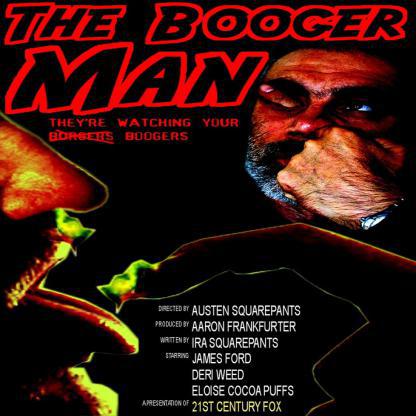 THE BOOGER
MAN
THEY'RE WATCHING YOUR
BOOGERS
DIRECTED BY AUSTEN SQUAREPANTS
PRODUCED BY AARON FRANKFURTER
WRITTEN BY IRA SQUAREPANTS
STARRING JAMES FORD
DERI WEED
ELOISE COCOA PUFFS
A PRESENTATION OF 21ST CENTURY FOX